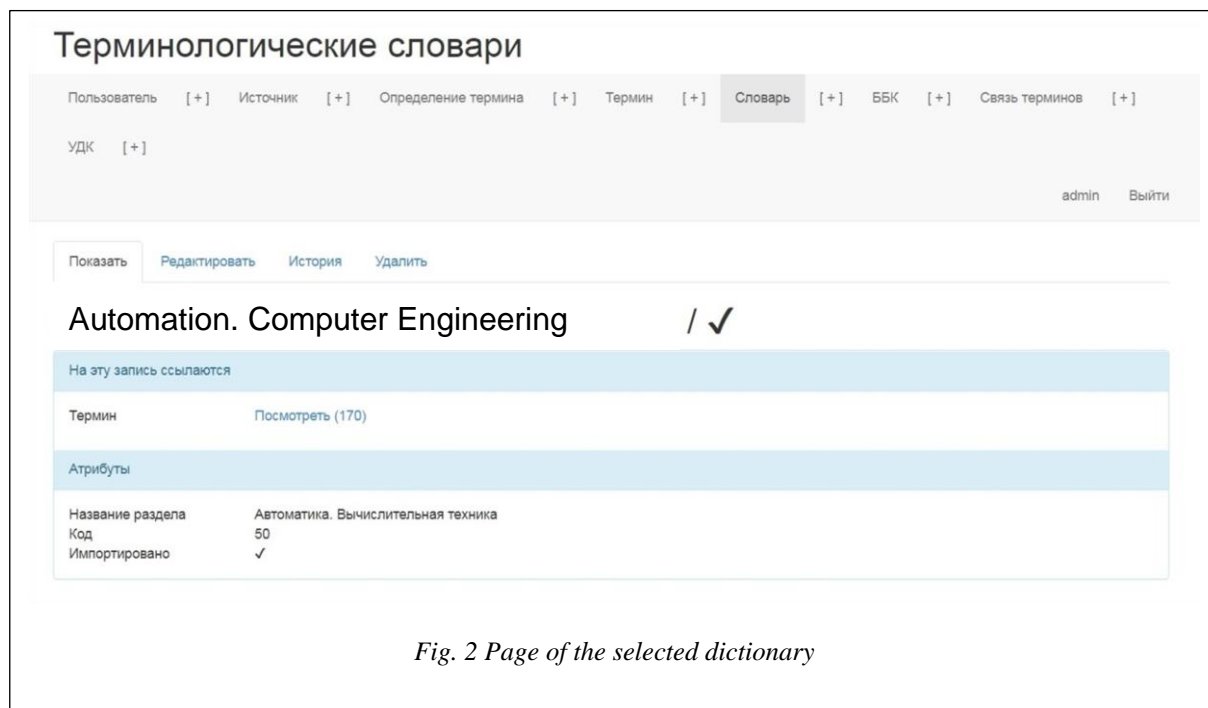 Терминологические словари
Пользователь [+] Источник [+] Определение термина [+] Термин [+] Словарь [+] ББК [+] Связь терминов [+]
УДК [+]
admin Выйти
Показать Редактировать История Удалить
Automation. Computer Engineering / ✓
На эту запись ссылаются
Термин Посмотреть (170)
Атрибуты
Название раздела Автоматика. Вычислительная техника
Код 50
Импортировано ✓
Fig. 2 Page of the selected dictionary